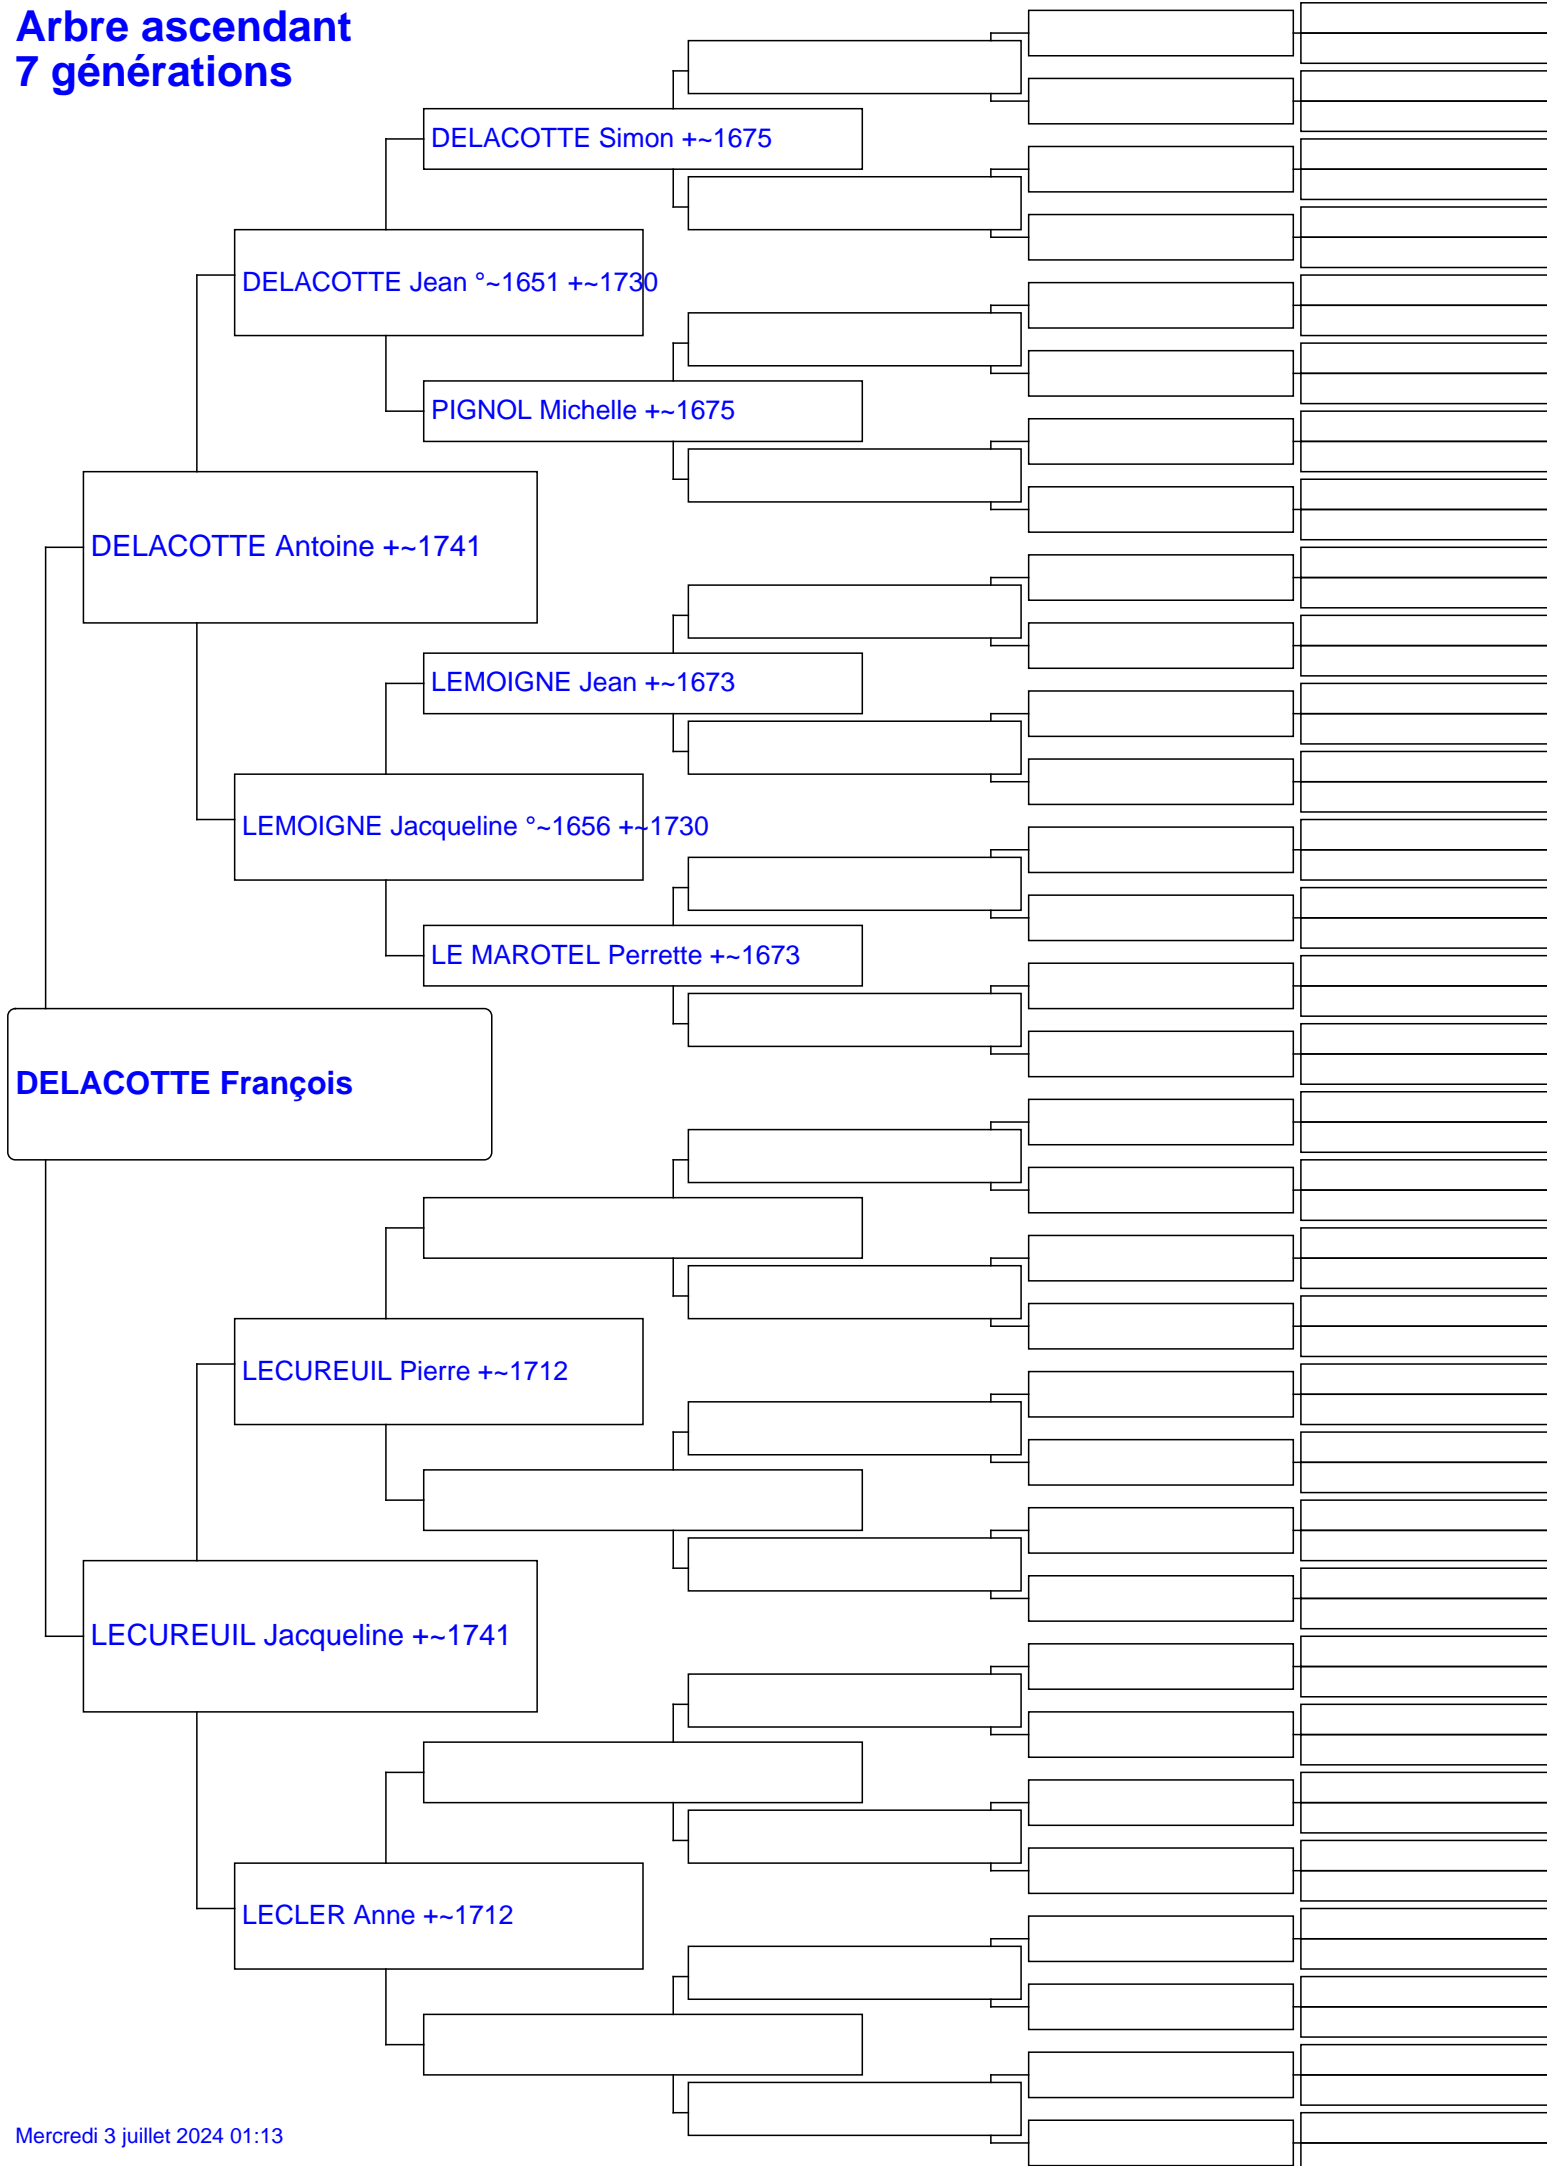 Arbre ascendant
7 générations
DELACOTTE Simon +~1675
DELACOTTE Jean °~1651 +~1730
PIGNOL Michelle +~1675
DELACOTTE Antoine +~1741
LEMOIGNE Jean +~1673
LEMOIGNE Jacqueline °~1656 +~1730
LE MAROTEL Perrette +~1673
DELACOTTE François
LECUREUIL Pierre +~1712
LECUREUIL Jacqueline +~1741
LECLER Anne +~1712
Mercredi 3 juillet 2024 01:13